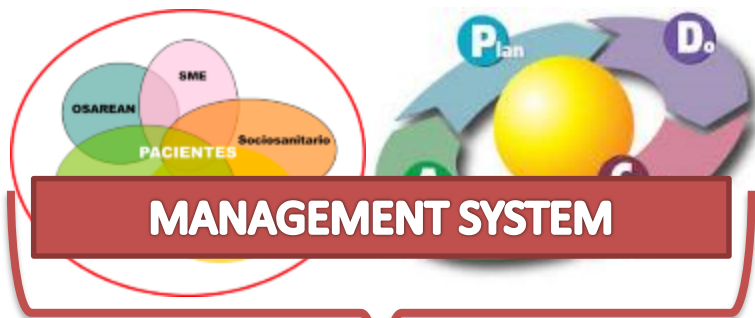 SME
OSAREAN
Sociosanitario
PACIENTES
Plan
Do
A
C
MANAGEMENT SYSTEM